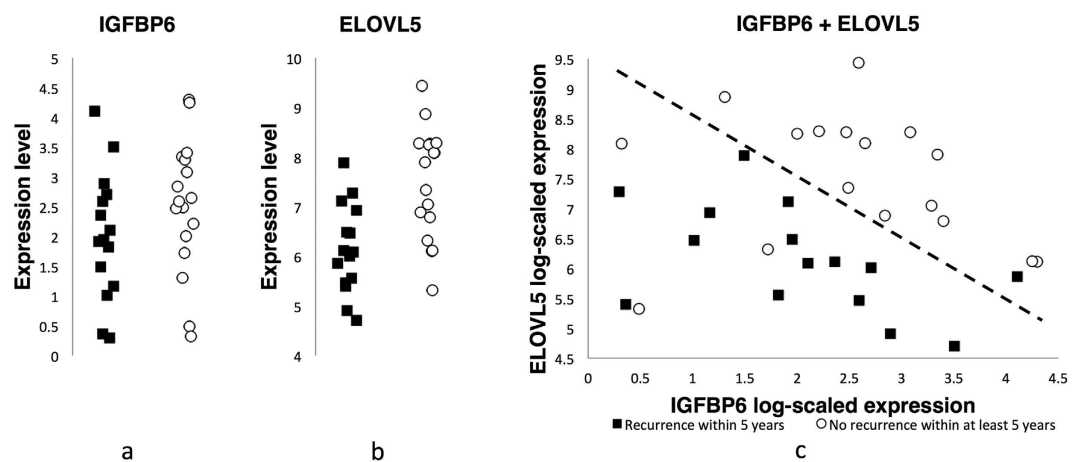 IGFBP6
Expression level
5
4.5
4
3.5
3
2.5
2
1.5
1
0.5
0
a
ELOVL5
Expression level
10
9
8
7
6
5
4
b
IGFBP6 + ELOVL5
ELOVL5 log-scaled expression
9.5
9
8.5
8
7.5
7
6.5
6
5.5
5
4.5
0 0.5 1 1.5 2 2.5 3 3.5 4 4.5
IGFBP6 log-scaled expression
Recurrence within 5 years No recurrence within at least 5 years
c